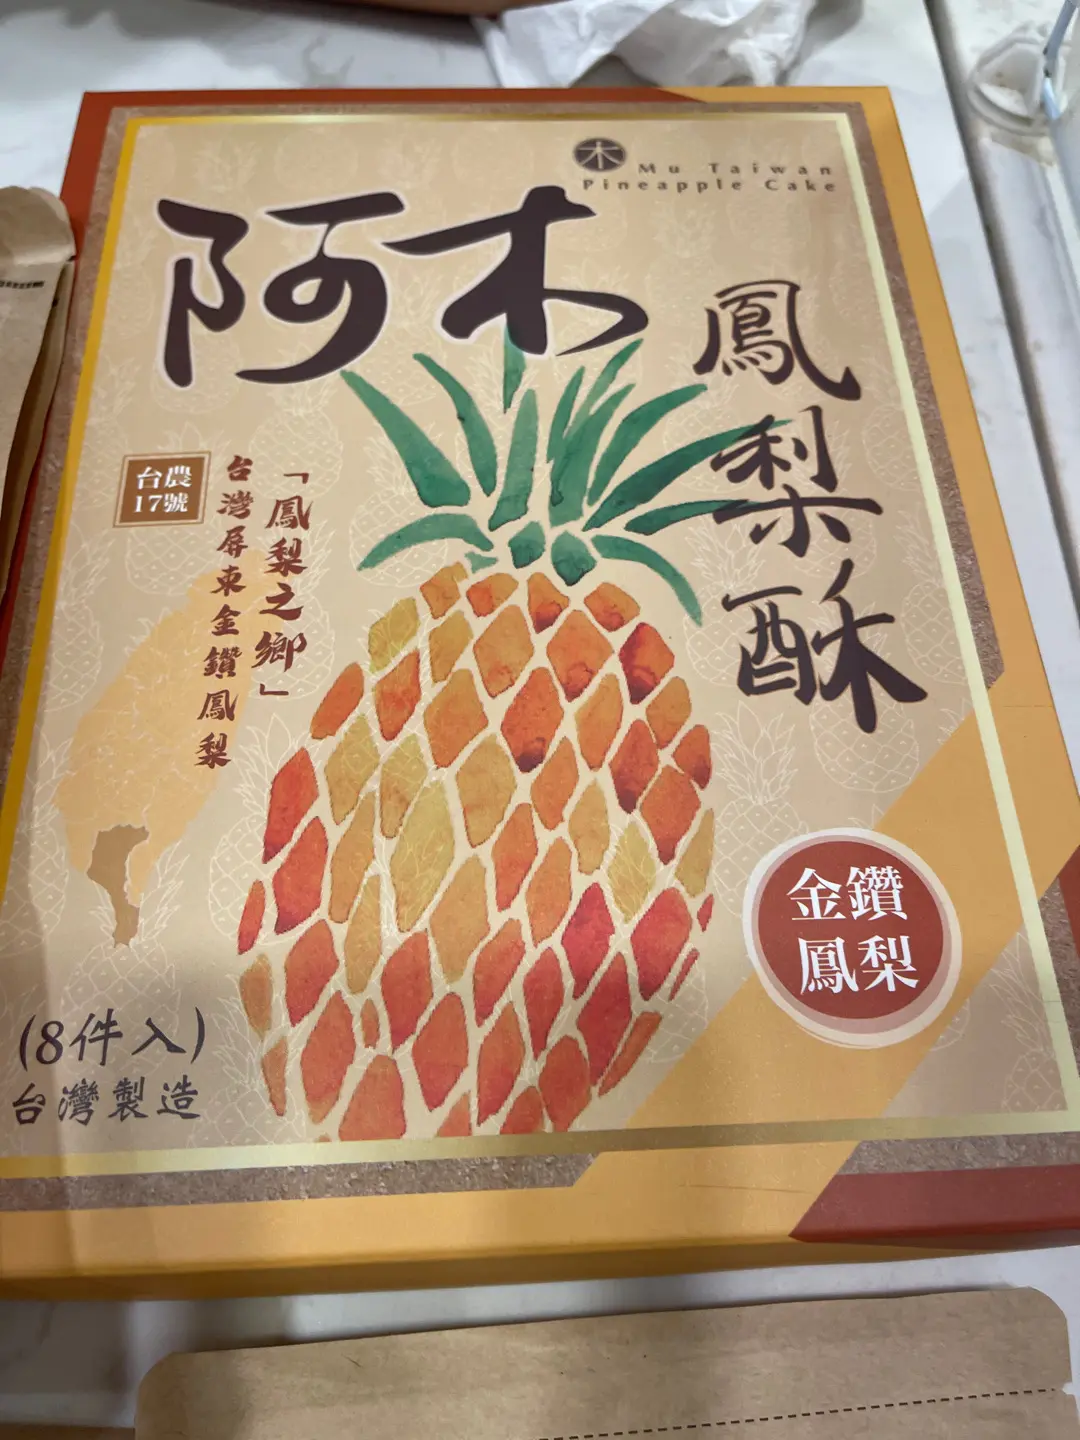 木 Mu Taiwan
Pineapple Cake
阿木
鳳梨酥
「鳳梨之鄉」
台灣屏東金鑽鳳梨
台農
17號
金鑽
鳳梨
(8件入)
台灣製造